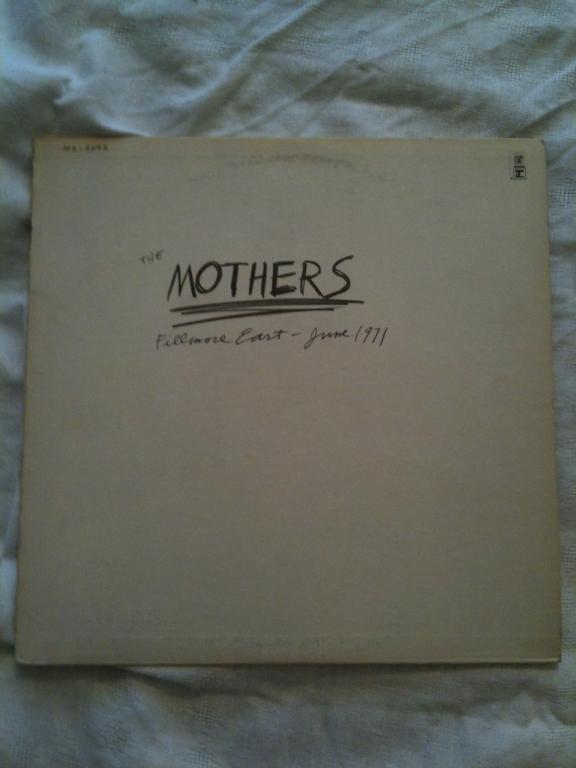 THE
MOTHERS
Fillmore East – June 1971